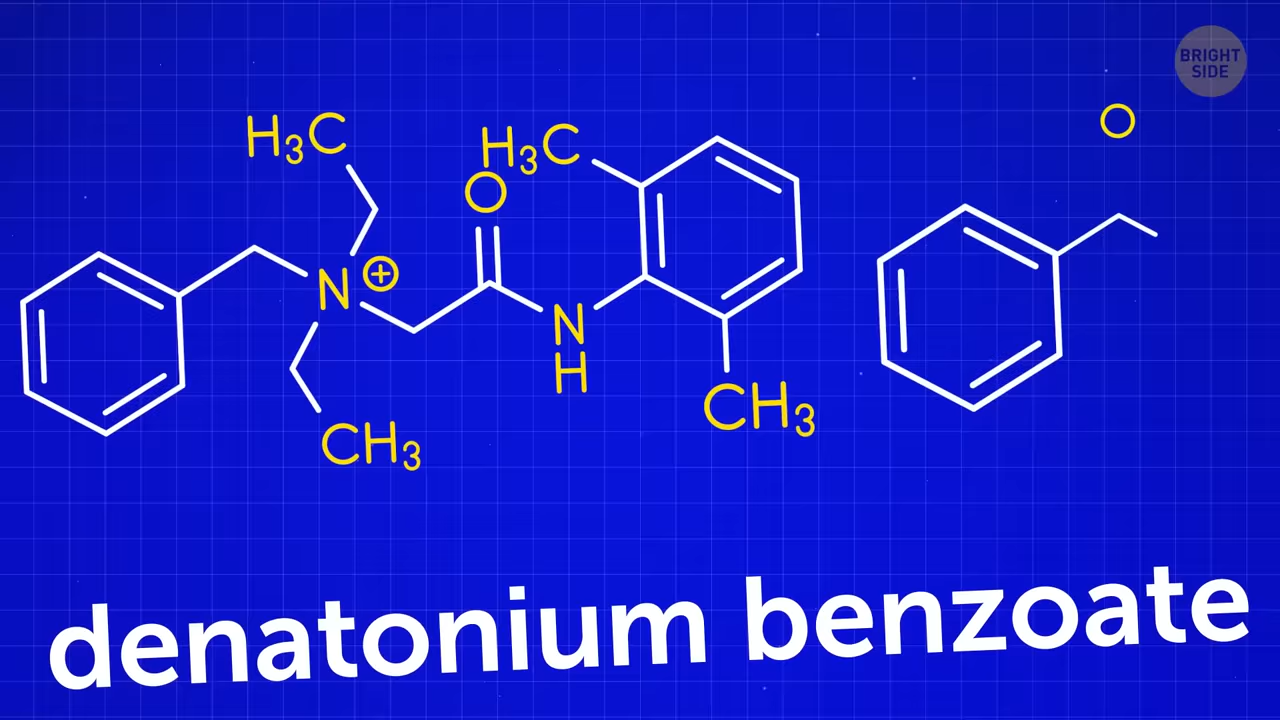 BRIGHT
SIDE
O
H₃C
H₃C
O
N⊕
N
H
CH₃
CH₃
denatonium benzoate